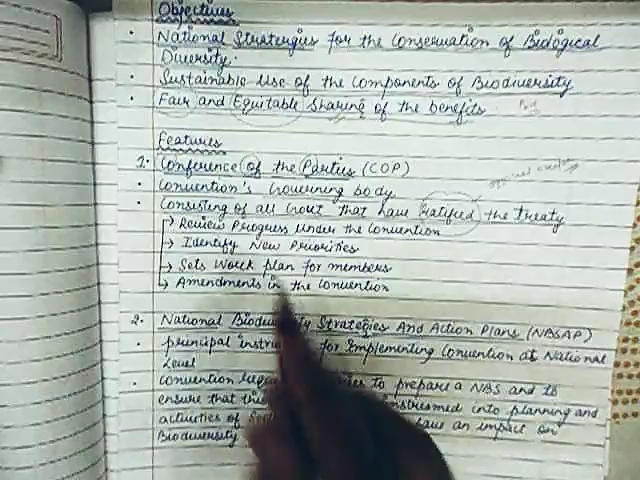 Objectives
• National Stratergies for the Conservation of Biological
Diversity.
• Sustainable Use of the Components of Biodiversity
• Fair and Equitable Sharing of the benefits
Features
1. Conference of the Parties (COP)
• Convention's Governing body
• Consisting of all Govt that have ratified the treaty
→ Review Progress Under the Convention
→ Identify New Priorities
→ Sets Work plan for members
→ Amendments in the Convention
2. National Biodiversity Strategies And Action Plans (NBSAP)
• principal for Implementing Convention at National
Level
• convention to prepare a NBS and to
ensure that into planning and
activities of have an impact on
Biodiversity